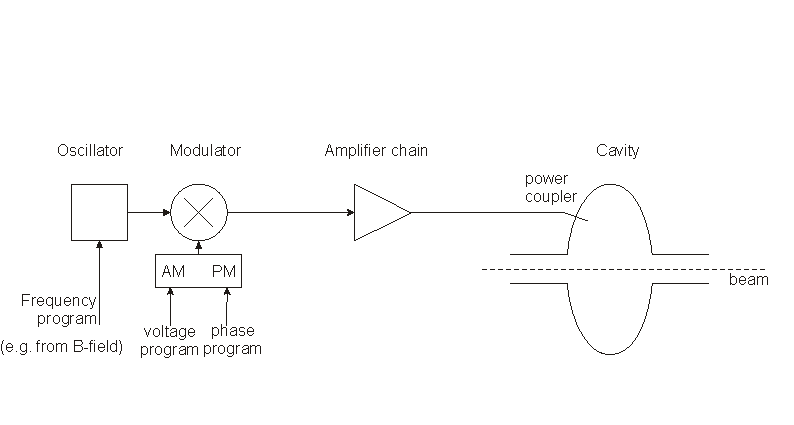 Oscillator
Modulator
Amplifier chain
Cavity
power
coupler
AM
PM
beam
Frequency
program
(e.g. from B-field)
voltage
program
phase
program